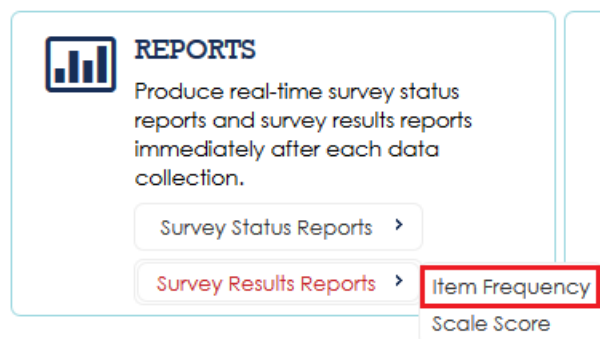 REPORTS
Produce real-time survey status
reports and survey results reports
immediately after each data
collection.
Survey Status Reports >
Survey Results Reports >
Item Frequency
Scale Score